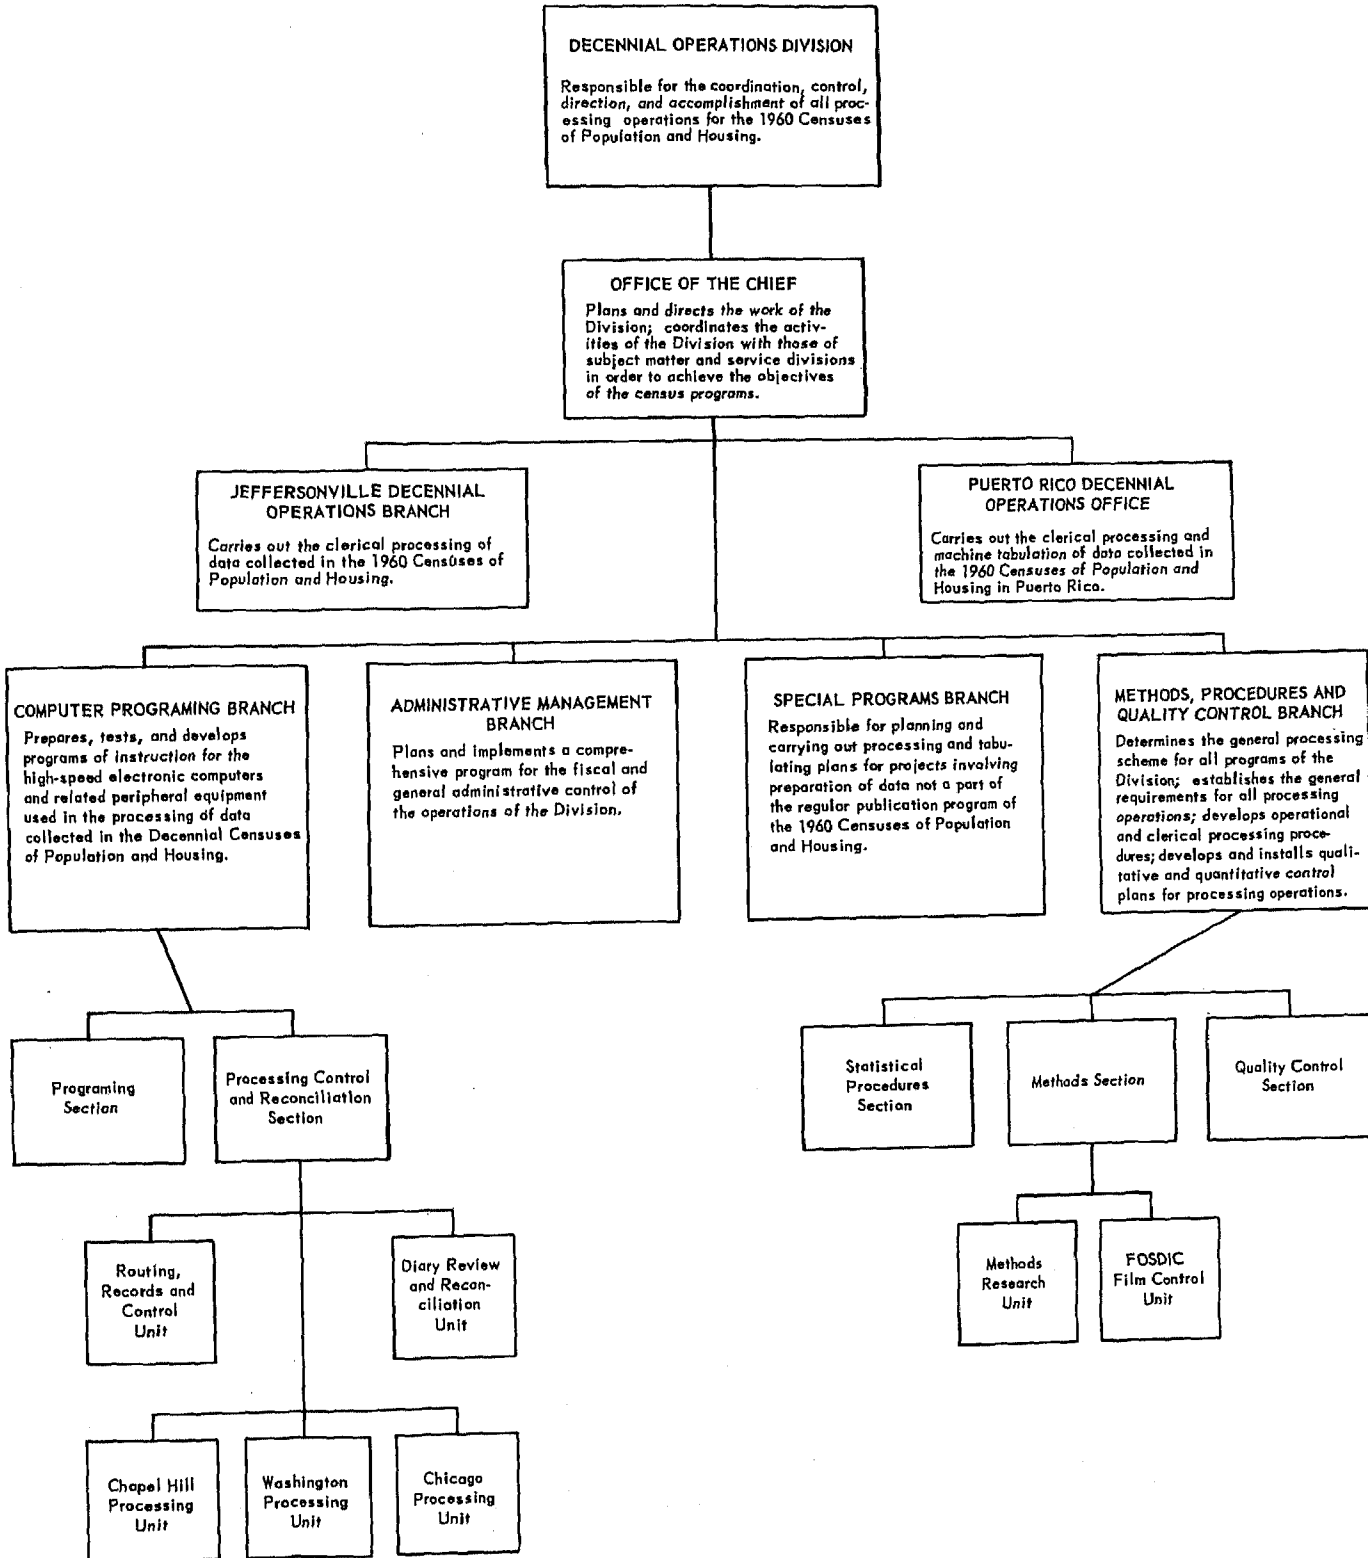 DECENNIAL OPERATIONS DIVISION
Responsible for the coordination, control,
direction, and accomplishment of all proc-
essing operations for the 1960 Censuses
of Population and Housing.
OFFICE OF THE CHIEF
Plans and directs the work of the
Division; coordinates the activ-
ities of the Division with those of
subject matter and service divisions
in order to achieve the objectives
of the census programs.
JEFFERSONVILLE DECENNIAL
OPERATIONS BRANCH
Carries out the clerical processing of
data collected in the 1960 Censuses of
Population and Housing.
PUERTO RICO DECENNIAL
OPERATIONS OFFICE
Carries out the clerical processing and
machine tabulation of data collected in
the 1960 Censuses of Population and
Housing in Puerto Rico.
COMPUTER PROGRAMING BRANCH
Prepares, tests, and develops
programs of instruction for the
high-speed electronic computers
and related peripheral equipment
used in the processing of data
collected in the Decennial Censuses
of Population and Housing.
ADMINISTRATIVE MANAGEMENT
BRANCH
Plans and implements a compre-
hensive program for the fiscal and
general administrative control of
the operations of the Division.
SPECIAL PROGRAMS BRANCH
Responsible for planning and
carrying out processing and tabu-
lating plans for projects involving
preparation of data not a part of
the regular publication program of
the 1960 Censuses of Population
and Housing.
METHODS, PROCEDURES AND
QUALITY CONTROL BRANCH
Determines the general processing
scheme for all programs of the
Division; establishes the general
requirements for all processing
operations; develops operational
and clerical processing proce-
dures; develops and installs quali-
tative and quantitative control
plans for processing operations.
Programing
Section
Processing Control
and Reconciliation
Section
Statistical
Procedures
Section
Methods Section
Quality Control
Section
Routing,
Records and
Control
Unit
Diary Review
and Recon-
ciliation
Unit
Methods
Research
Unit
FOSDIC
Film Control
Unit
Chapel Hill
Processing
Unit
Washington
Processing
Unit
Chicago
Processing
Unit